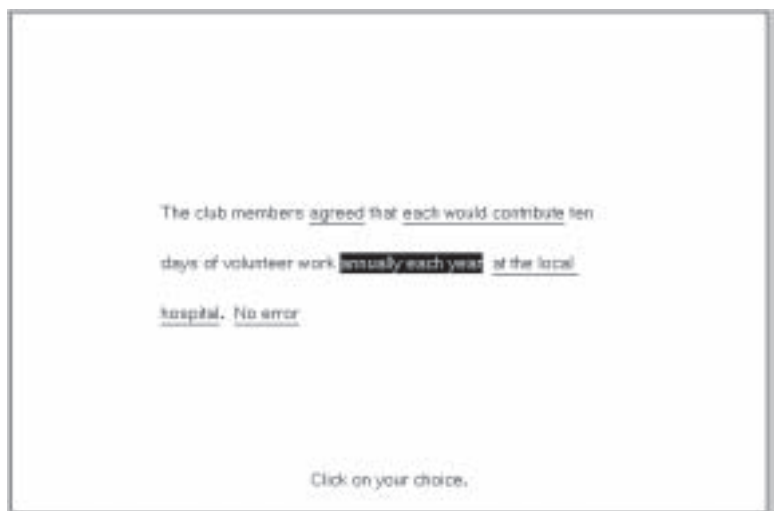 The club members agreed that each would contribute ten
days of volunteer work annually each year at the local
hospital. No error
Click on your choice.